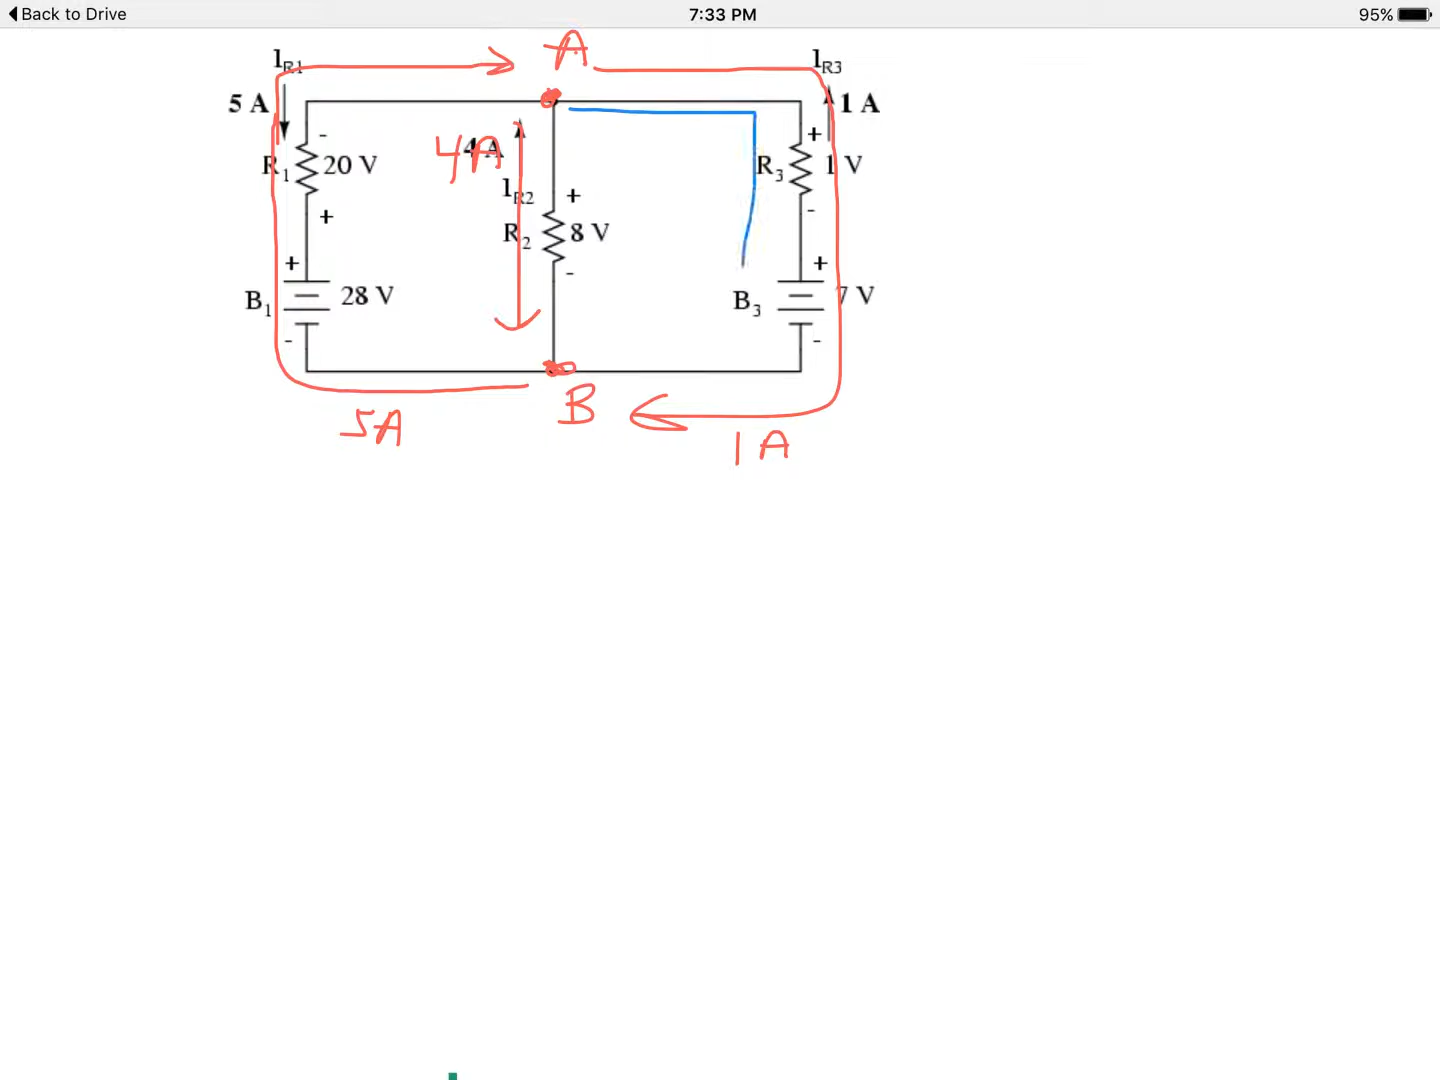 Back to Drive 7:33 PM 95%
A
IR1 IR3
5 A 1 A
- +
4A 4 A
R1 20 V R3 1 V
IR2 +
+ -
R2 8 V
+ - +
B1 28 V B3 7 V
- -
B
5A 1A